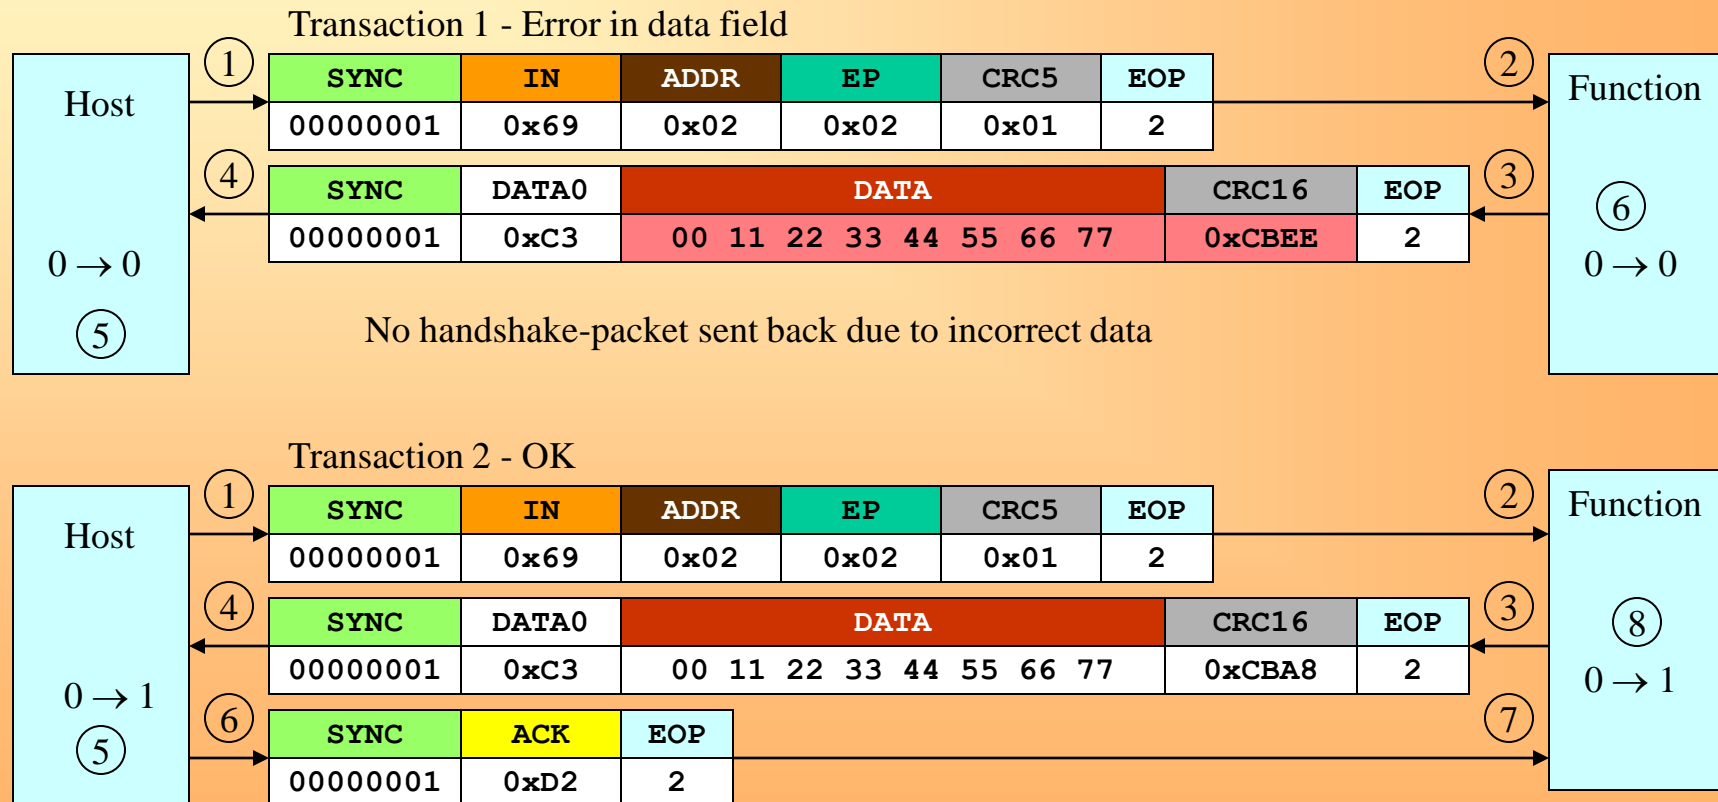 Transaction 1 - Error in data field
① ②
Host Function
SYNC IN ADDR EP CRC5 EOP
00000001 0x69 0x02 0x02 0x01 2
④ ③
SYNC DATA0 DATA CRC16 EOP
00000001 0xC3 00 11 22 33 44 55 66 77 0xCBEE 2
⑥
0 → 0 0 → 0
⑤
No handshake-packet sent back due to incorrect data
Transaction 2 - OK
① ②
Host Function
SYNC IN ADDR EP CRC5 EOP
00000001 0x69 0x02 0x02 0x01 2
④ ③
SYNC DATA0 DATA CRC16 EOP
00000001 0xC3 00 11 22 33 44 55 66 77 0xCBA8 2
⑧
0 → 1 0 → 1
⑥ ⑦
⑤
SYNC ACK EOP
00000001 0xD2 2